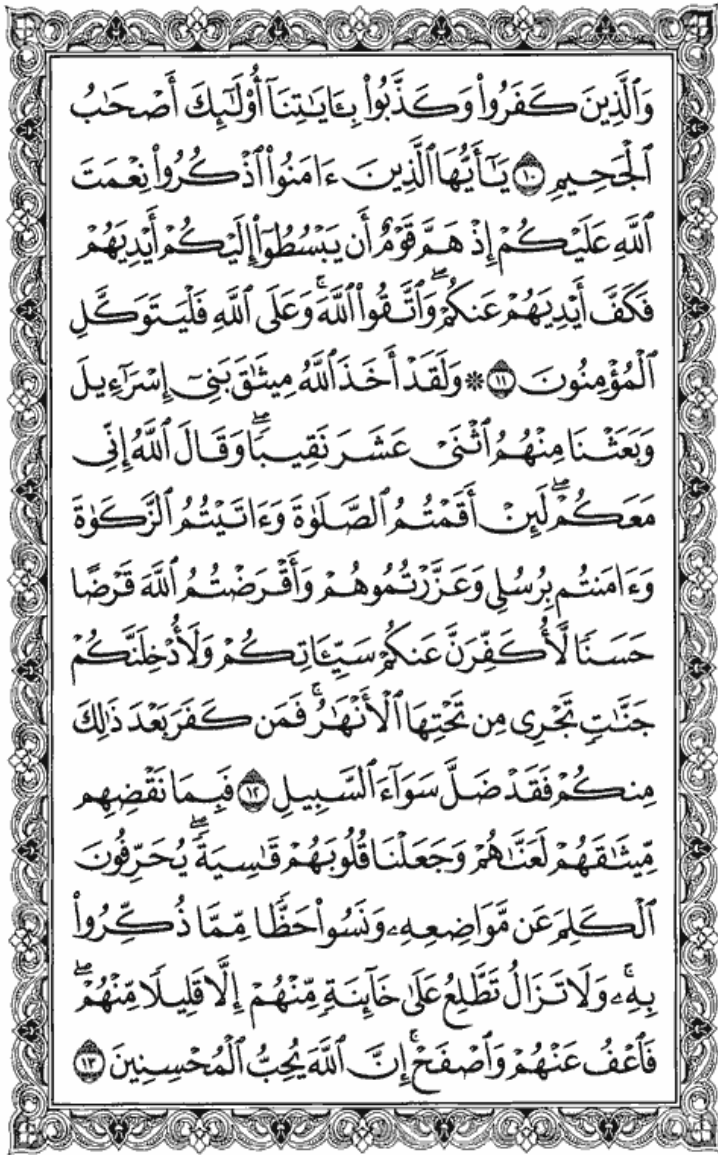 وَٱلَّذِينَ كَفَرُوا۟ وَكَذَّبُوا۟ بِـَٔايَـٰتِنَآ أُو۟لَـٰٓئِكَ أَصْحَـٰبُ
ٱلْجَحِيمِ ١٠ يَـٰٓأَيُّهَا ٱلَّذِينَ ءَامَنُوا۟ ٱذْكُرُوا۟ نِعْمَتَ
ٱللَّهِ عَلَيْكُمْ إِذْ هَمَّ قَوْمٌ أَن يَبْسُطُوٓا۟ إِلَيْكُمْ أَيْدِيَهُمْ
فَكَفَّ أَيْدِيَهُمْ عَنكُمْ ۖ وَٱتَّقُوا۟ ٱللَّهَ ۚ وَعَلَى ٱللَّهِ فَلْيَتَوَكَّلِ
ٱلْمُؤْمِنُونَ ١١ ۞ وَلَقَدْ أَخَذَ ٱللَّهُ مِيثَـٰقَ بَنِىٓ إِسْرَٰٓءِيلَ
وَبَعَثْنَا مِنْهُمُ ٱثْنَىْ عَشَرَ نَقِيبًا ۖ وَقَالَ ٱللَّهُ إِنِّى
مَعَكُمْ ۖ لَئِنْ أَقَمْتُمُ ٱلصَّلَوٰةَ وَءَاتَيْتُمُ ٱلزَّكَوٰةَ
وَءَامَنتُم بِرُسُلِى وَعَزَّرْتُمُوهُمْ وَأَقْرَضْتُمُ ٱللَّهَ قَرْضًا
حَسَنًا لَّأُكَفِّرَنَّ عَنكُمْ سَيِّـَٔاتِكُمْ وَلَأُدْخِلَنَّكُمْ
جَنَّـٰتٍ تَجْرِى مِن تَحْتِهَا ٱلْأَنْهَـٰرُ ۚ فَمَن كَفَرَ بَعْدَ ذَٰلِكَ
مِنكُمْ فَقَدْ ضَلَّ سَوَآءَ ٱلسَّبِيلِ ١٢ فَبِمَا نَقْضِهِم
مِّيثَـٰقَهُمْ لَعَنَّـٰهُمْ وَجَعَلْنَا قُلُوبَهُمْ قَـٰسِيَةً ۖ يُحَرِّفُونَ
ٱلْكَلِمَ عَن مَّوَاضِعِهِۦ وَنَسُوا۟ حَظًّا مِّمَّا ذُكِّرُوا۟
بِهِۦ ۚ وَلَا تَزَالُ تَطَّلِعُ عَلَىٰ خَآئِنَةٍ مِّنْهُمْ إِلَّا قَلِيلًا مِّنْهُمْ ۖ
فَٱعْفُ عَنْهُمْ وَٱصْفَحْ ۚ إِنَّ ٱللَّهَ يُحِبُّ ٱلْمُحْسِنِينَ ١٣